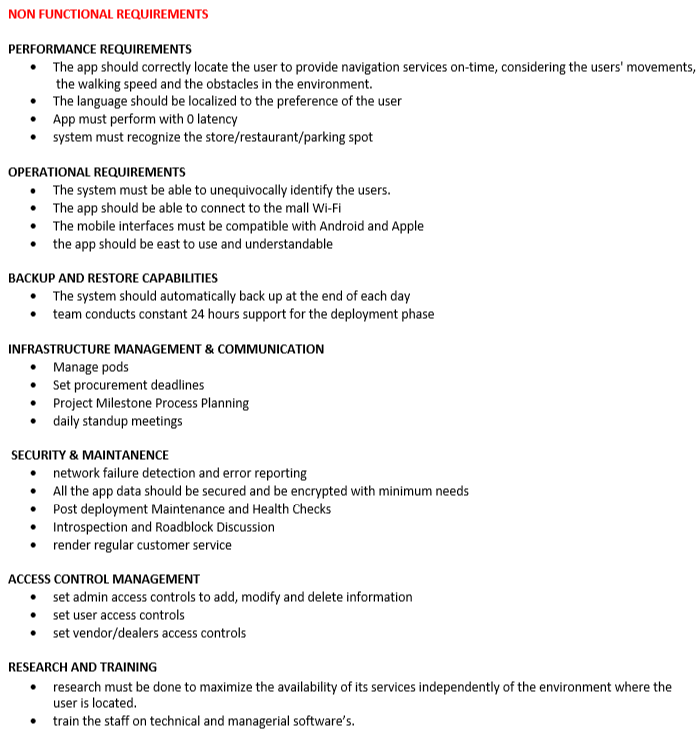 NON FUNCTIONAL REQUIREMENTS
PERFORMANCE REQUIREMENTS
• The app should correctly locate the user to provide navigation services on-time, considering the users' movements,
the walking speed and the obstacles in the environment.
• The language should be localized to the preference of the user
• App must perform with 0 latency
• system must recognize the store/restaurant/parking spot
OPERATIONAL REQUIREMENTS
• The system must be able to unequivocally identify the users.
• The app should be able to connect to the mall Wi-Fi
• The mobile interfaces must be compatible with Android and Apple
• the app should be east to use and understandable
BACKUP AND RESTORE CAPABILITIES
• The system should automatically back up at the end of each day
• team conducts constant 24 hours support for the deployment phase
INFRASTRUCTURE MANAGEMENT & COMMUNICATION
• Manage pods
• Set procurement deadlines
• Project Milestone Process Planning
• daily standup meetings
SECURITY & MAINTANENCE
• network failure detection and error reporting
• All the app data should be secured and be encrypted with minimum needs
• Post deployment Maintenance and Health Checks
• Introspection and Roadblock Discussion
• render regular customer service
ACCESS CONTROL MANAGEMENT
• set admin access controls to add, modify and delete information
• set user access controls
• set vendor/dealers access controls
RESEARCH AND TRAINING
• research must be done to maximize the availability of its services independently of the environment where the
user is located.
• train the staff on technical and managerial software's.